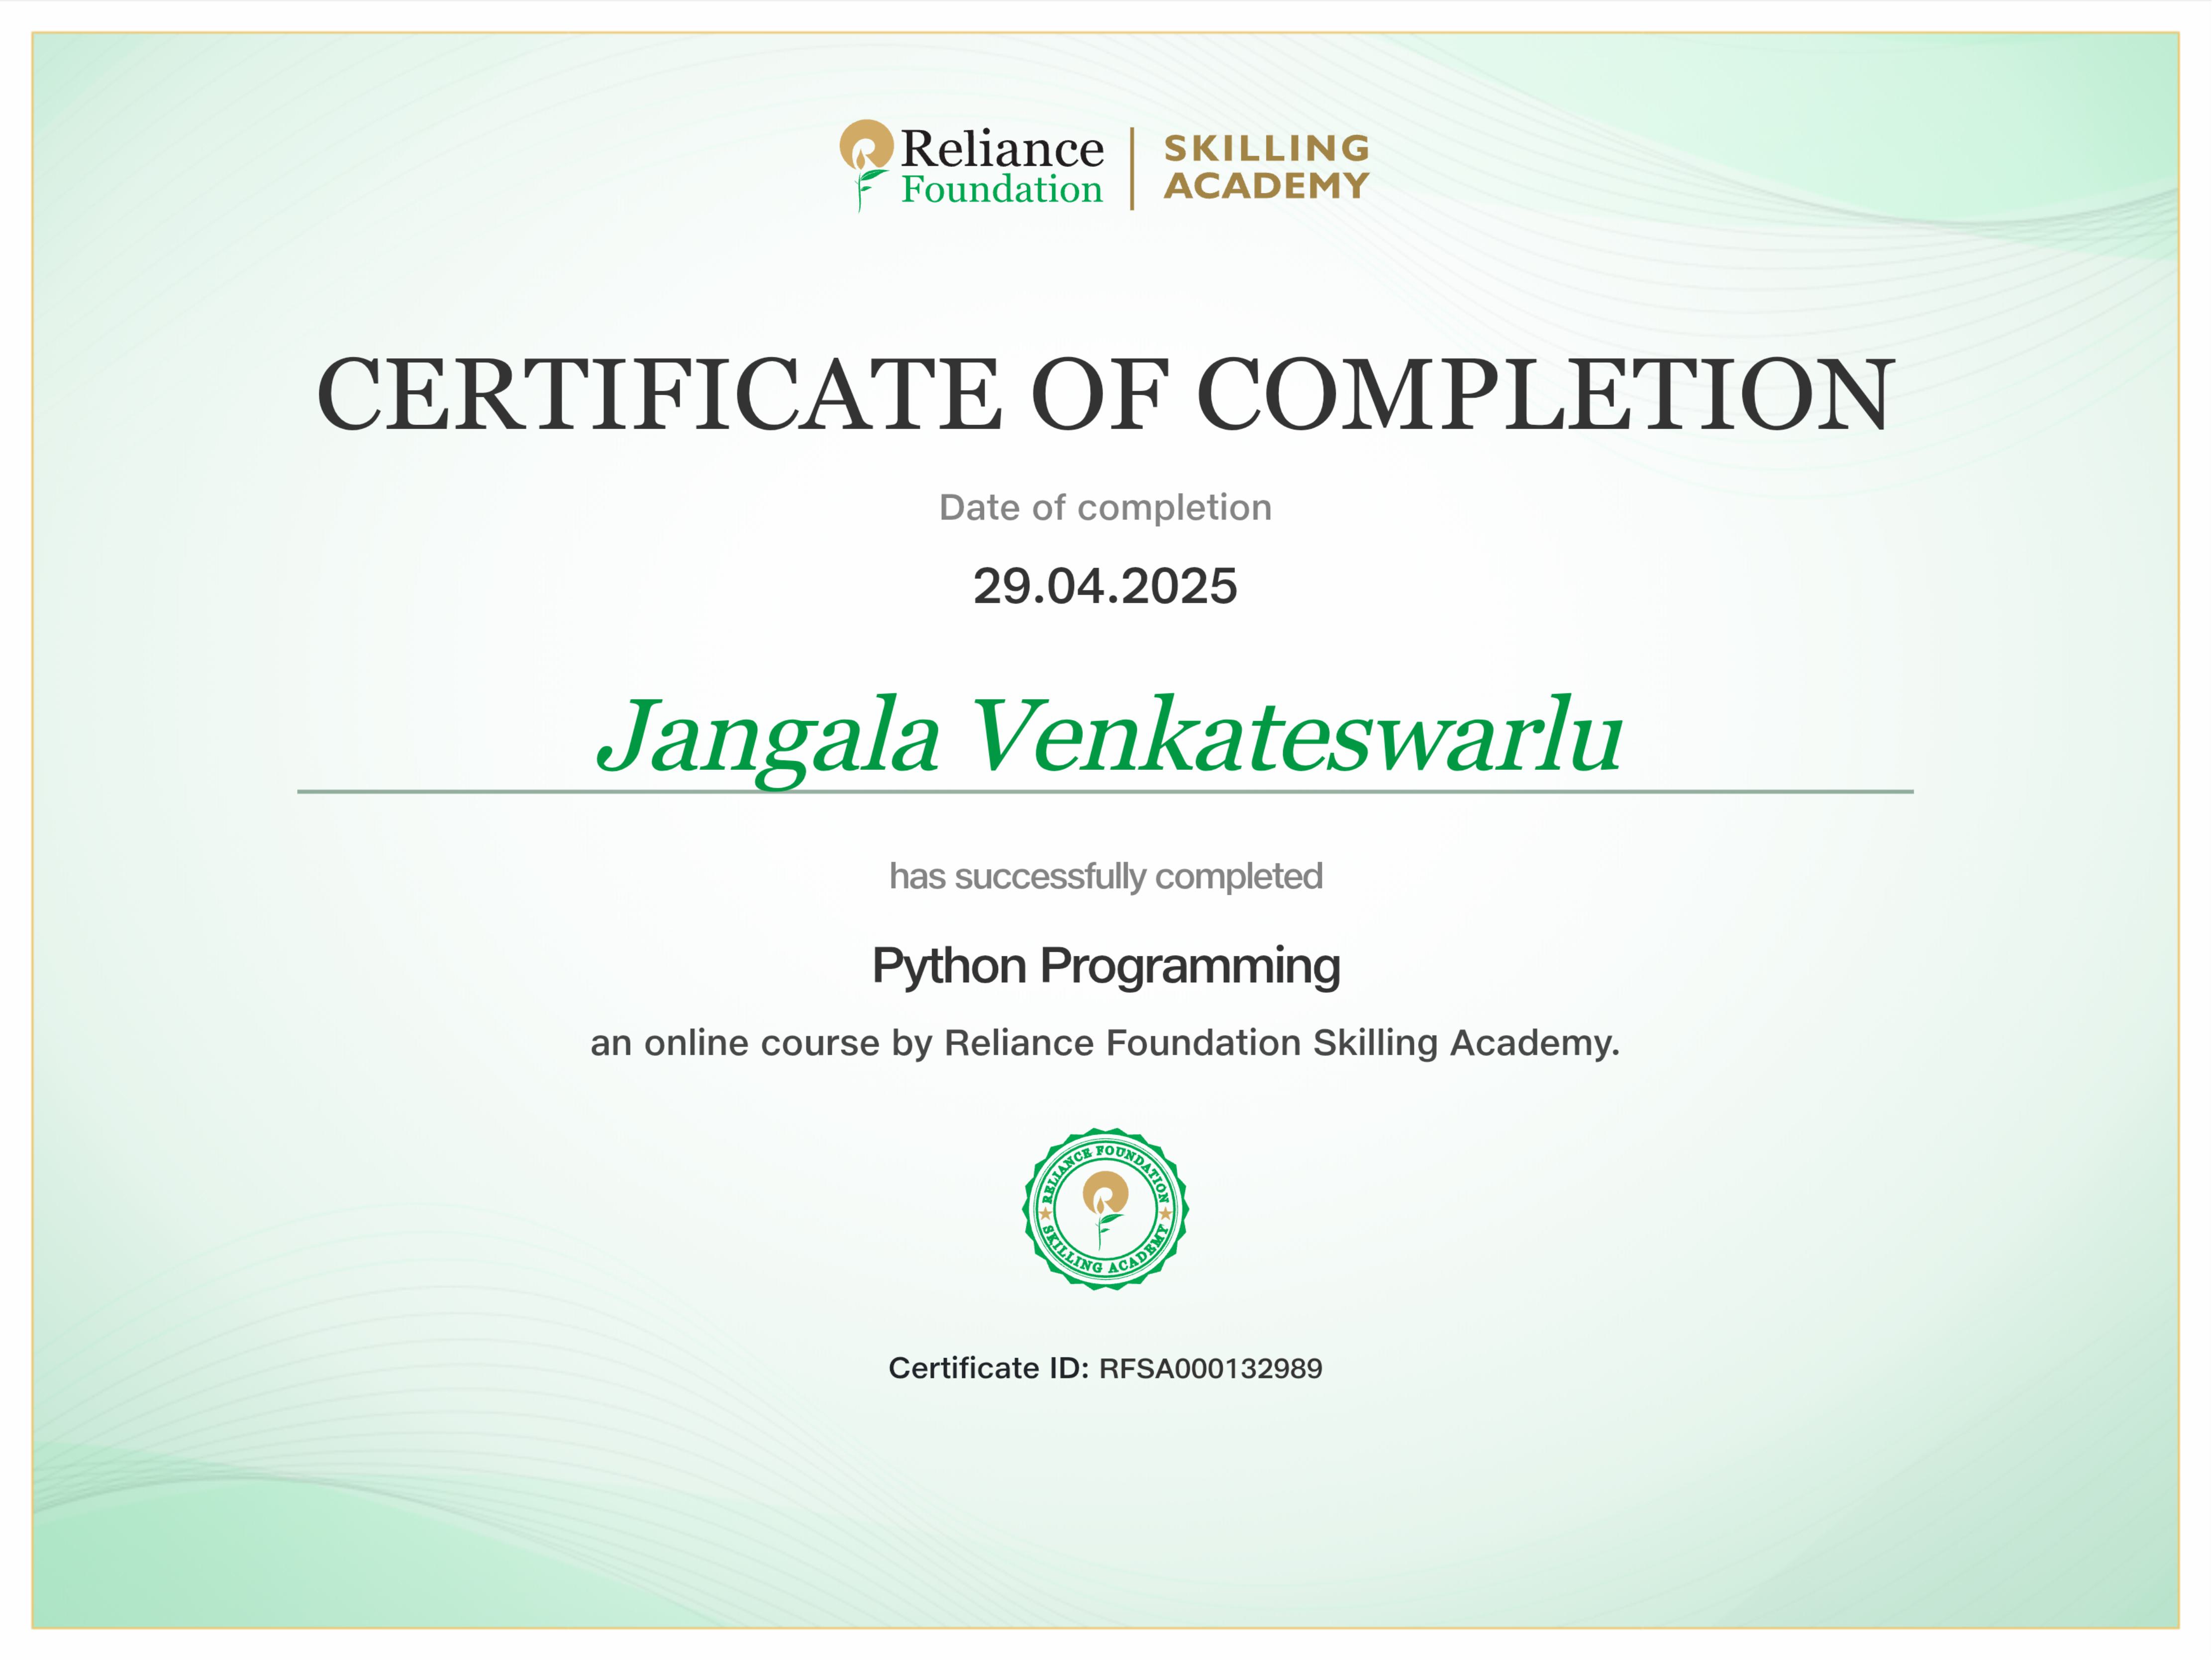 Reliance
Foundation
SKILLING
ACADEMY
CERTIFICATE OF COMPLETION
Date of completion
29.04.2025
Jangala Venkateswarlu
has successfully completed
Python Programming
an online course by Reliance Foundation Skilling Academy.
RELIANCE FOUNDATION
SKILLING ACADEMY
Certificate ID: RFSA000132989